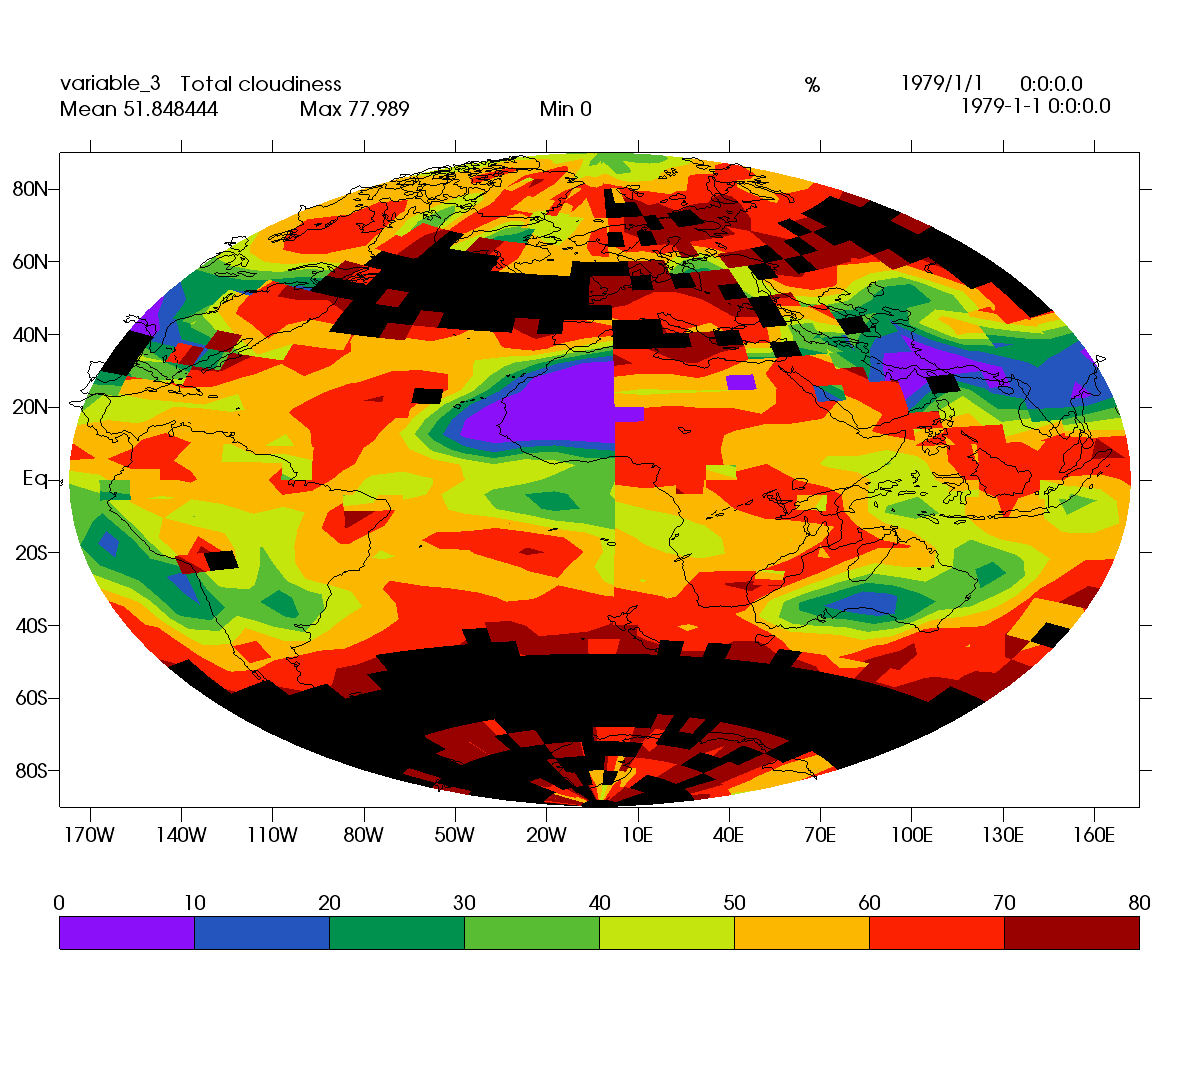 variable_3 Total cloudiness % 1979/1/1 0:0:0.0
Mean 51.848444 Max 77.989 Min 0 1979-1-1 0:0:0.0
80N
60N
40N
20N
Eq
20S
40S
60S
80S
170W 140W 110W 80W 50W 20W 10E 40E 70E 100E 130E 160E
0 10 20 30 40 50 60 70 80